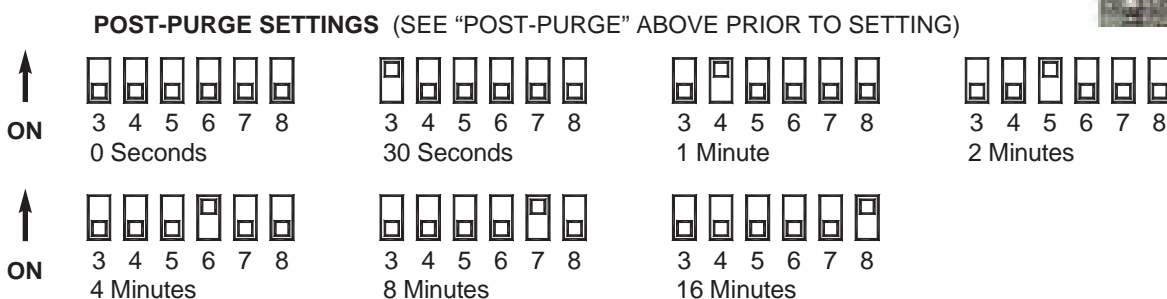 POST-PURGE SETTINGS (SEE “POST-PURGE” ABOVE PRIOR TO SETTING)
ON
3 4 5 6 7 8
0 Seconds
3 4 5 6 7 8
30 Seconds
3 4 5 6 7 8
1 Minute
3 4 5 6 7 8
2 Minutes
ON
3 4 5 6 7 8
4 Minutes
3 4 5 6 7 8
8 Minutes
3 4 5 6 7 8
16 Minutes